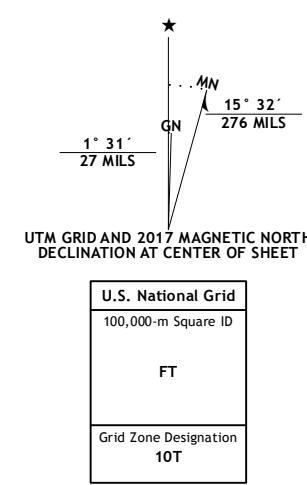 ★
MN
GN
15° 32´
276 MILS
1° 31´
27 MILS
UTM GRID AND 2017 MAGNETIC NORTH
DECLINATION AT CENTER OF SHEET
U.S. National Grid
100,000-m Square ID
FT
Grid Zone Designation
10T